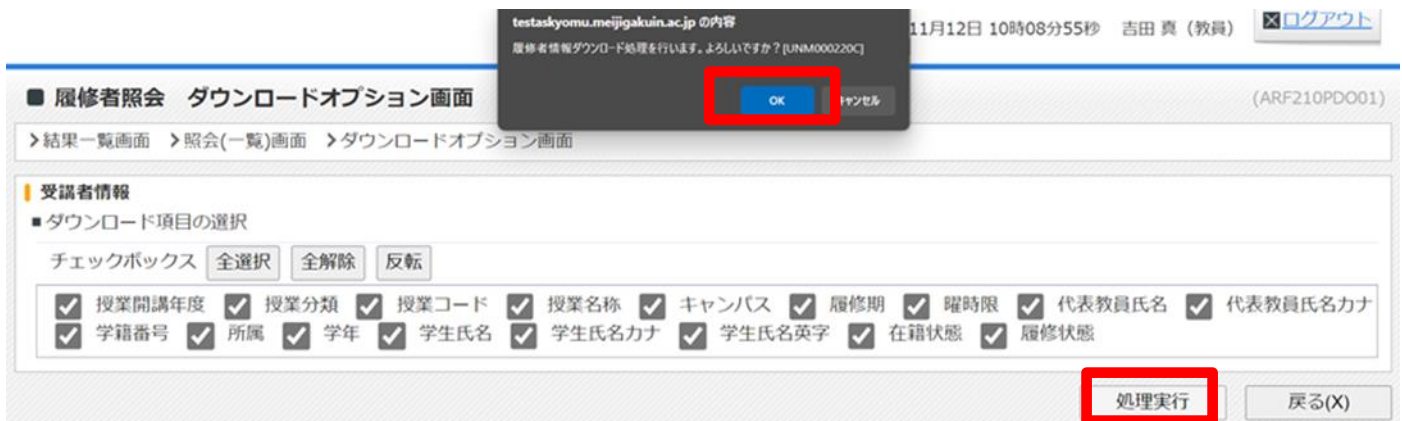 testaskyomu.meijigakuin.ac.jp の内容
11月12日 10時08分55秒 吉田 真 (教員)
ログアウト
履修者情報ダウンロード処理を行います。よろしいですか？[UNM000220C]
OK
キャンセル
■ 履修者照会 ダウンロードオプション画面
(ARF210PDO01)
>結果一覧画面 >照会(一覧)画面 >ダウンロードオプション画面
受講者情報
■ダウンロード項目の選択
チェックボックス 全選択 全解除 反転
授業開講年度 授業分類 授業コード 授業名称 キャンパス 履修期 曜時限 代表教員氏名 代表教員氏名カナ
学籍番号 所属 学年 学生氏名 学生氏名カナ 学生氏名英字 在籍状態 履修状態
処理実行 戻る(X)